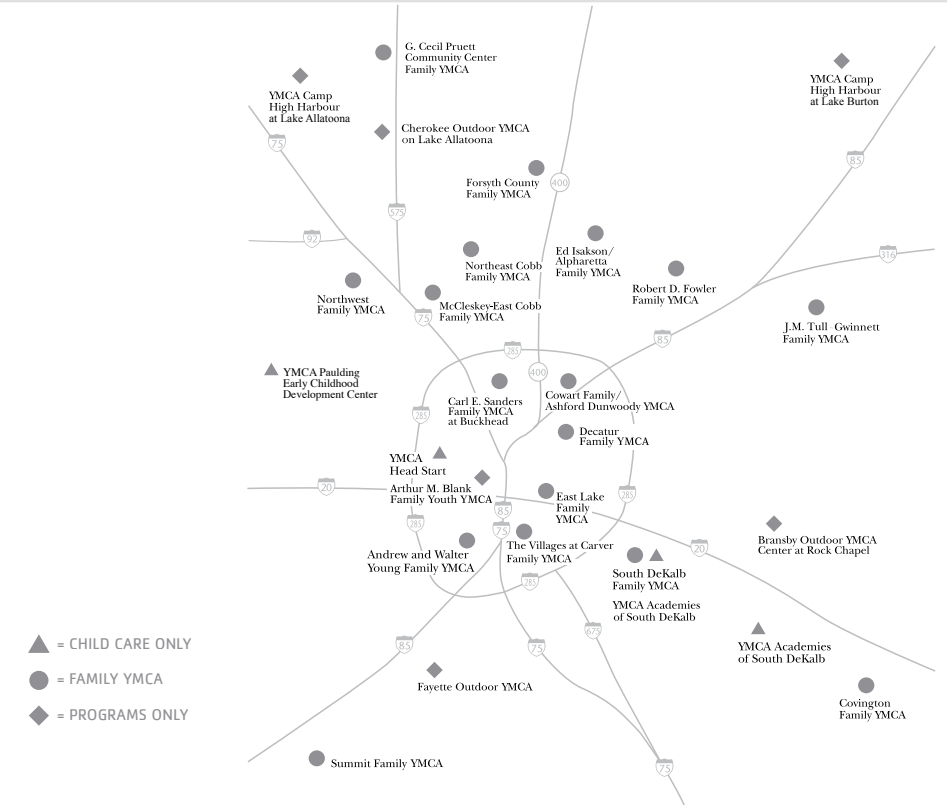 G. Cecil Pruett
Community Center
Family YMCA
YMCA Camp
High Harbour
at Lake Allatoona
YMCA Camp
High Harbour
at Lake Burton
Cherokee Outdoor YMCA
on Lake Allatoona
75
85
Forsyth County
Family YMCA
400
575
92
Ed Isakson/
Alpharetta
Family YMCA
316
Northeast Cobb
Family YMCA
Robert D. Fowler
Family YMCA
Northwest
Family YMCA
McCleskey-East Cobb
Family YMCA
75
J.M. Tull - Gwinnett
Family YMCA
85
285
YMCA Paulding
Early Childhood
Development Center
400
Carl E. Sanders
Family YMCA
at Buckhead
Cowart Family/
Ashford Dunwoody YMCA
285
Decatur
Family YMCA
YMCA
Head Start
20
Arthur M. Blank
Family Youth YMCA
East Lake
Family
YMCA
285
85
285
75
The Villages at Carver
Family YMCA
Andrew and Walter
Young Family YMCA
20
Bransby Outdoor YMCA
Center at Rock Chapel
285
South DeKalb
Family YMCA
YMCA Academies
of South DeKalb
675
85
75
YMCA Academies
of South DeKalb
= CHILD CARE ONLY
= FAMILY YMCA
= PROGRAMS ONLY
Fayette Outdoor YMCA
Covington
Family YMCA
Summit Family YMCA
75